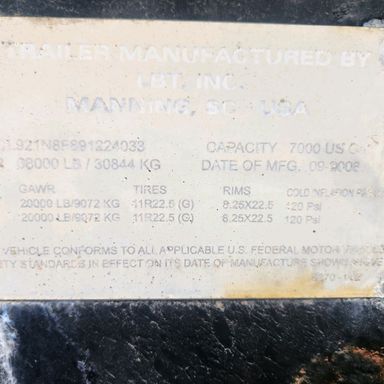 TRAILER MANUFACTURED BY
LBT, INC.
MANNING, SC USA
CAPACITY 7000 US
LB / 30844 KG DATE OF MFG. 09-2008
GAWR TIRES RIMS COLD INFLATION
20000 LB/9072 KG 11R22.5 (G) 8.25X22.5 120 Psi
20000 LB/9072 KG 11R22.5 (G) 8.25X22.5 120 Psi
VEHICLE CONFORMS TO ALL APPLICABLE U.S. FEDERAL MOTOR
STANDARDS IN EFFECT ON ITS DATE OF MANUFACTURE SHOWN